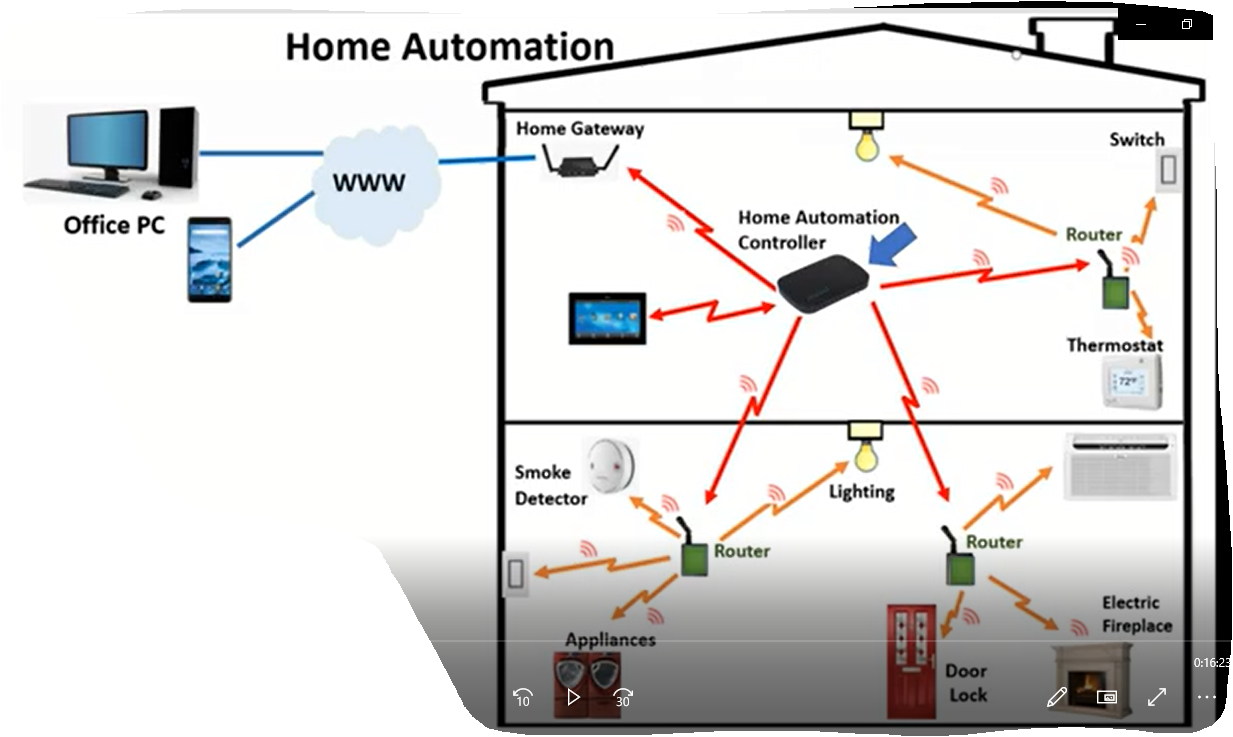 Home Automation
Home Gateway
Switch
WWW
Home Automation
Controller
Office PC
Router
Thermostat
72°F
Smoke
Detector
Lighting
Router
Router
Appliances
Electric
Fireplace
Door
Lock
0:16:23
10
30